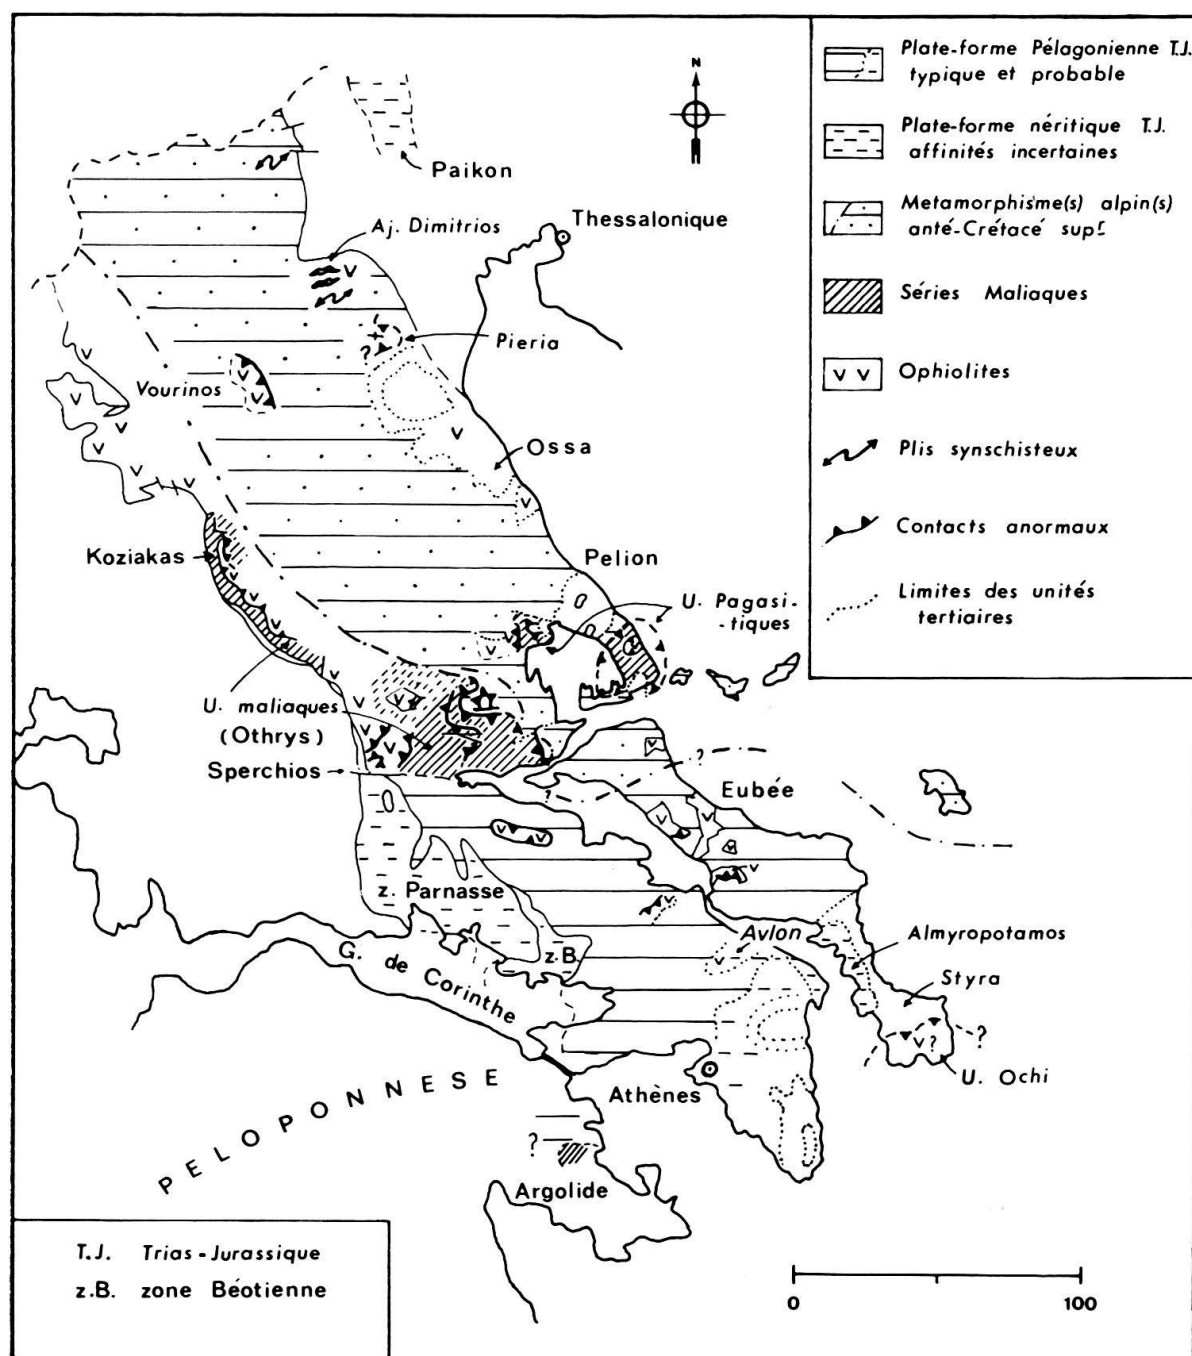 N
Plate-forme Pélagonienne T.J.
typique et probable
Plate-forme néritique T.J.
affinités incertaines
Metamorphisme(s) alpin(s)
anté-Crétacé supr
Séries Maliaques
v v Ophiolites
Plis synschisteux
Contacts anormaux
Limites des unités
tertiaires
Paikon
Thessalonique
Aj. Dimitrios
Pieria
?
Vourinos
Ossa
Koziakas
Pelion
U. Pagasi-
-tiques
U. maliaques
(Othrys)
Sperchios
?
?
Eubée
z. Parnasse
z.B.
G. de Corinthe
Avlon
Almyropotamos
Styra
?
?
U. Ochi
Athènes
PELOPONNESE
?
Argolide
T.J. Trias-Jurassique
z.B. zone Béotienne
0 100